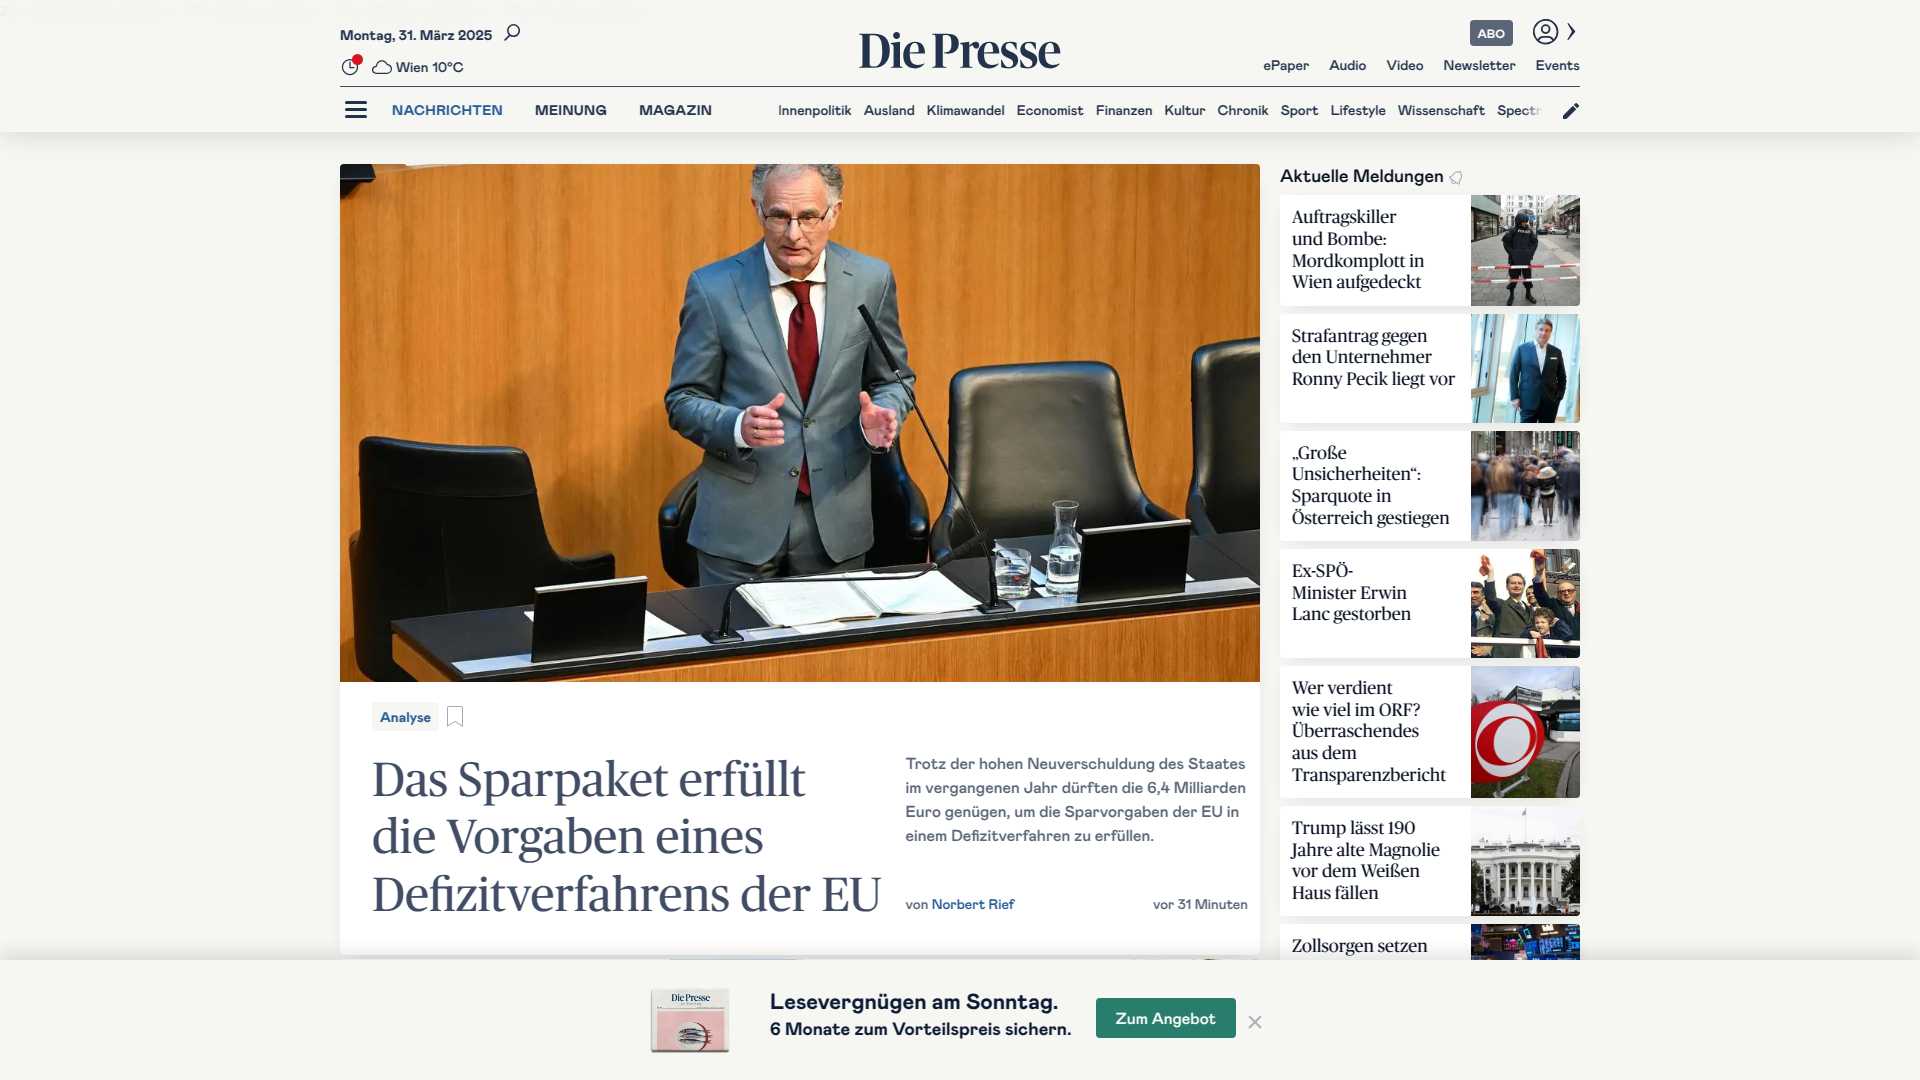 Montag, 31. März 2025
Wien 10°C
Die Presse
ABO
ePaper Audio Video Newsletter Events
NACHRICHTEN MEINUNG MAGAZIN
Innenpolitik Ausland Klimawandel Economist Finanzen Kultur Chronik Sport Lifestyle Wissenschaft
Analyse
Das Sparpaket erfüllt
die Vorgaben eines
Defizitverfahrens der EU
Trotz der hohen Neuverschuldung des Staates
im vergangenen Jahr dürften die 6,4 Milliarden
Euro genügen, um die Sparvorgaben der EU in
einem Defizitverfahren zu erfüllen.
von Norbert Rief
vor 31 Minuten
Aktuelle Meldungen
Auftragskiller
und Bombe:
Mordkomplott in
Wien aufgedeckt
Strafantrag gegen
den Unternehmer
Ronny Pecik liegt vor
„Große
Unsicherheiten“:
Sparquote in
Österreich gestiegen
Ex-SPÖ-
Minister Erwin
Lanc gestorben
Wer verdient
wie viel im ORF?
Überraschendes
aus dem
Transparenzbericht
Trump lässt 190
Jahre alte Magnolie
vor dem Weißen
Haus fällen
Zollsorgen setzen
Die Presse
Lesevergnügen am Sonntag.
6 Monate zum Vorteilspreis sichern.
Zum Angebot